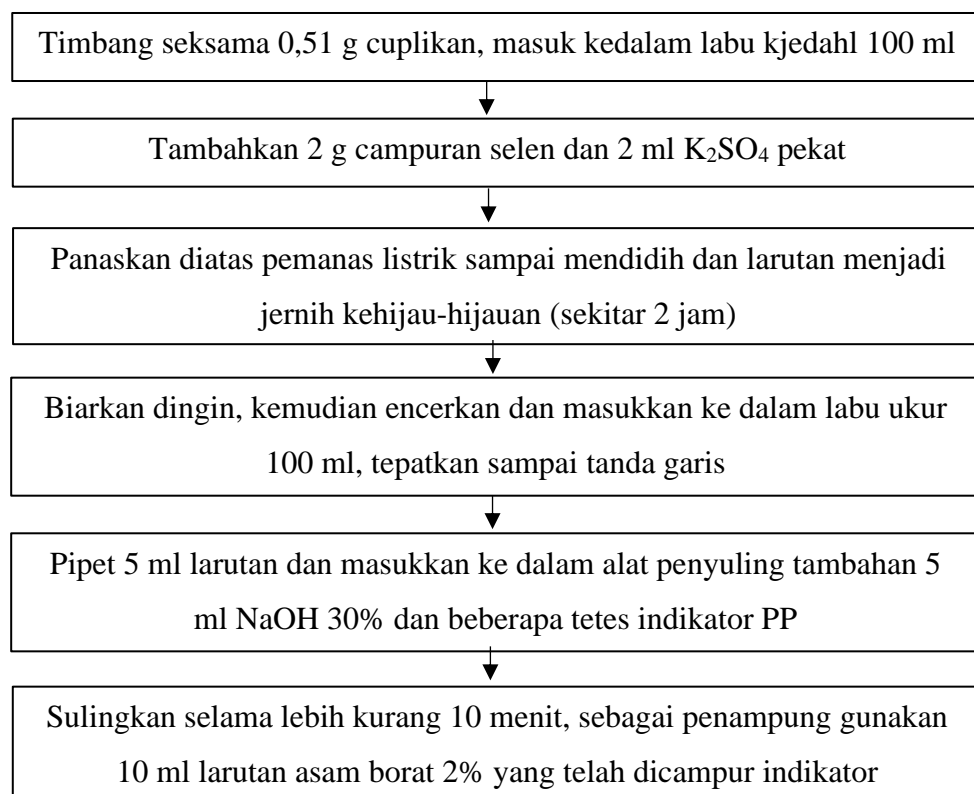 Timbang seksama 0,51 g cuplikan, masuk kedalam labu kjedahl 100 ml
Tambahkan 2 g campuran selen dan 2 ml K₂SO₄ pekat
Panaskan diatas pemanas listrik sampai mendidih dan larutan menjadi
jernih kehijau-hijauan (sekitar 2 jam)
Biarkan dingin, kemudian encerkan dan masukkan ke dalam labu ukur
100 ml, tepatkan sampai tanda garis
Pipet 5 ml larutan dan masukkan ke dalam alat penyuling tambahan 5
ml NaOH 30% dan beberapa tetes indikator PP
Sulingkan selama lebih kurang 10 menit, sebagai penampung gunakan
10 ml larutan asam borat 2% yang telah dicampur indikator